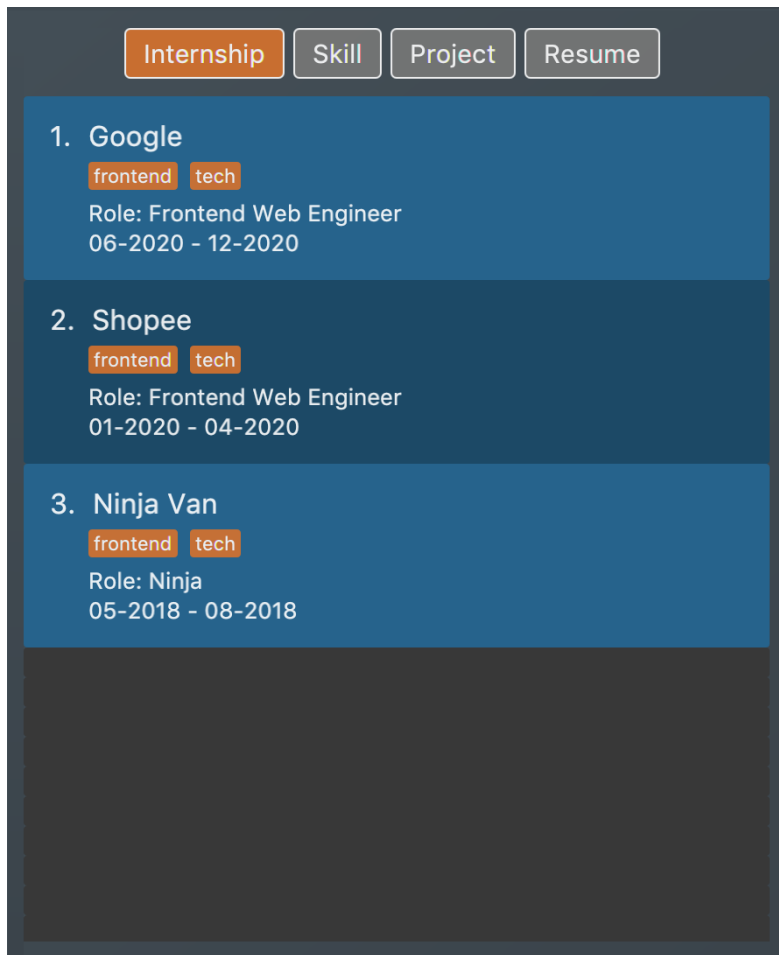 Internship Skill Project Resume
1. Google
frontend tech
Role: Frontend Web Engineer
06-2020 - 12-2020
2. Shopee
frontend tech
Role: Frontend Web Engineer
01-2020 - 04-2020
3. Ninja Van
frontend tech
Role: Ninja
05-2018 - 08-2018